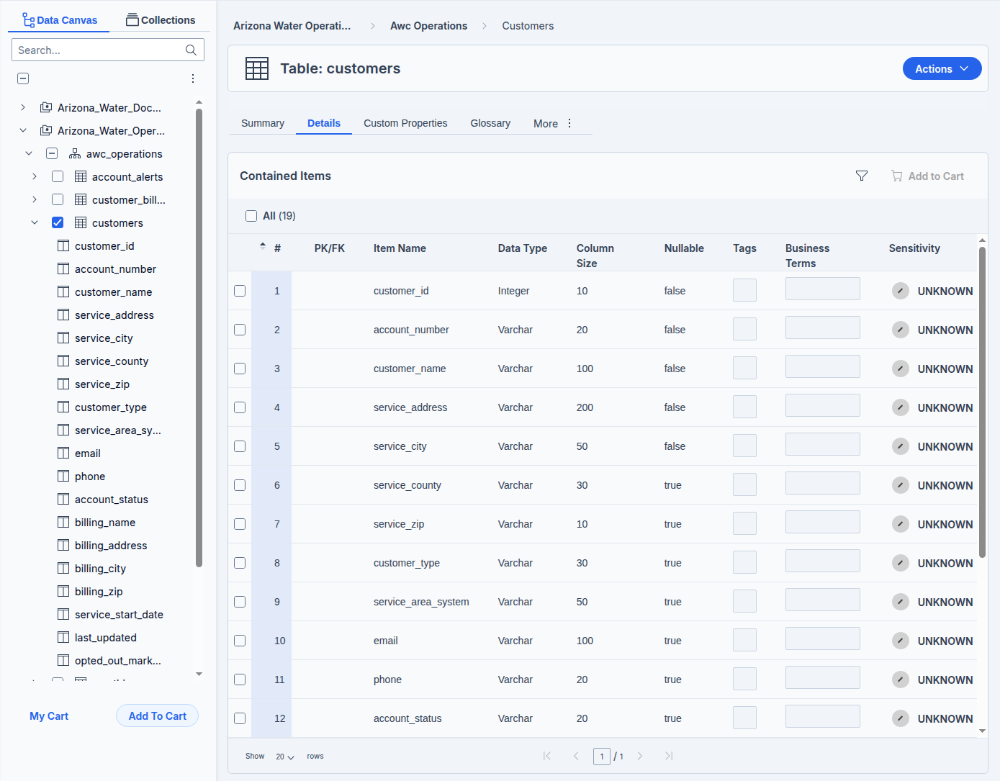 Data Canvas
Collections
Search...
Arizona_Water_Doc...
Arizona_Water_Oper...
awc_operations
account_alerts
customer_bill...
customers
customer_id
account_number
customer_name
service_address
service_city
service_county
service_zip
customer_type
service_area_sy...
email
phone
account_status
billing_name
billing_address
billing_city
billing_zip
service_start_date
last_updated
opted_out_mark...
My Cart
Add To Cart
Arizona Water Operati... Awc Operations Customers
Table: customers
Actions
Summary Details Custom Properties Glossary More
Contained Items
Add to Cart
All (19)
# PK/FK Item Name Data Type Column Size Nullable Tags Business Terms Sensitivity
1 customer_id Integer 10 false UNKNOWN
2 account_number Varchar 20 false UNKNOWN
3 customer_name Varchar 100 false UNKNOWN
4 service_address Varchar 200 false UNKNOWN
5 service_city Varchar 50 false UNKNOWN
6 service_county Varchar 30 true UNKNOWN
7 service_zip Varchar 10 true UNKNOWN
8 customer_type Varchar 30 true UNKNOWN
9 service_area_system Varchar 50 true UNKNOWN
10 email Varchar 100 true UNKNOWN
11 phone Varchar 20 true UNKNOWN
12 account_status Varchar 20 true UNKNOWN
Show 20 rows
1 / 1